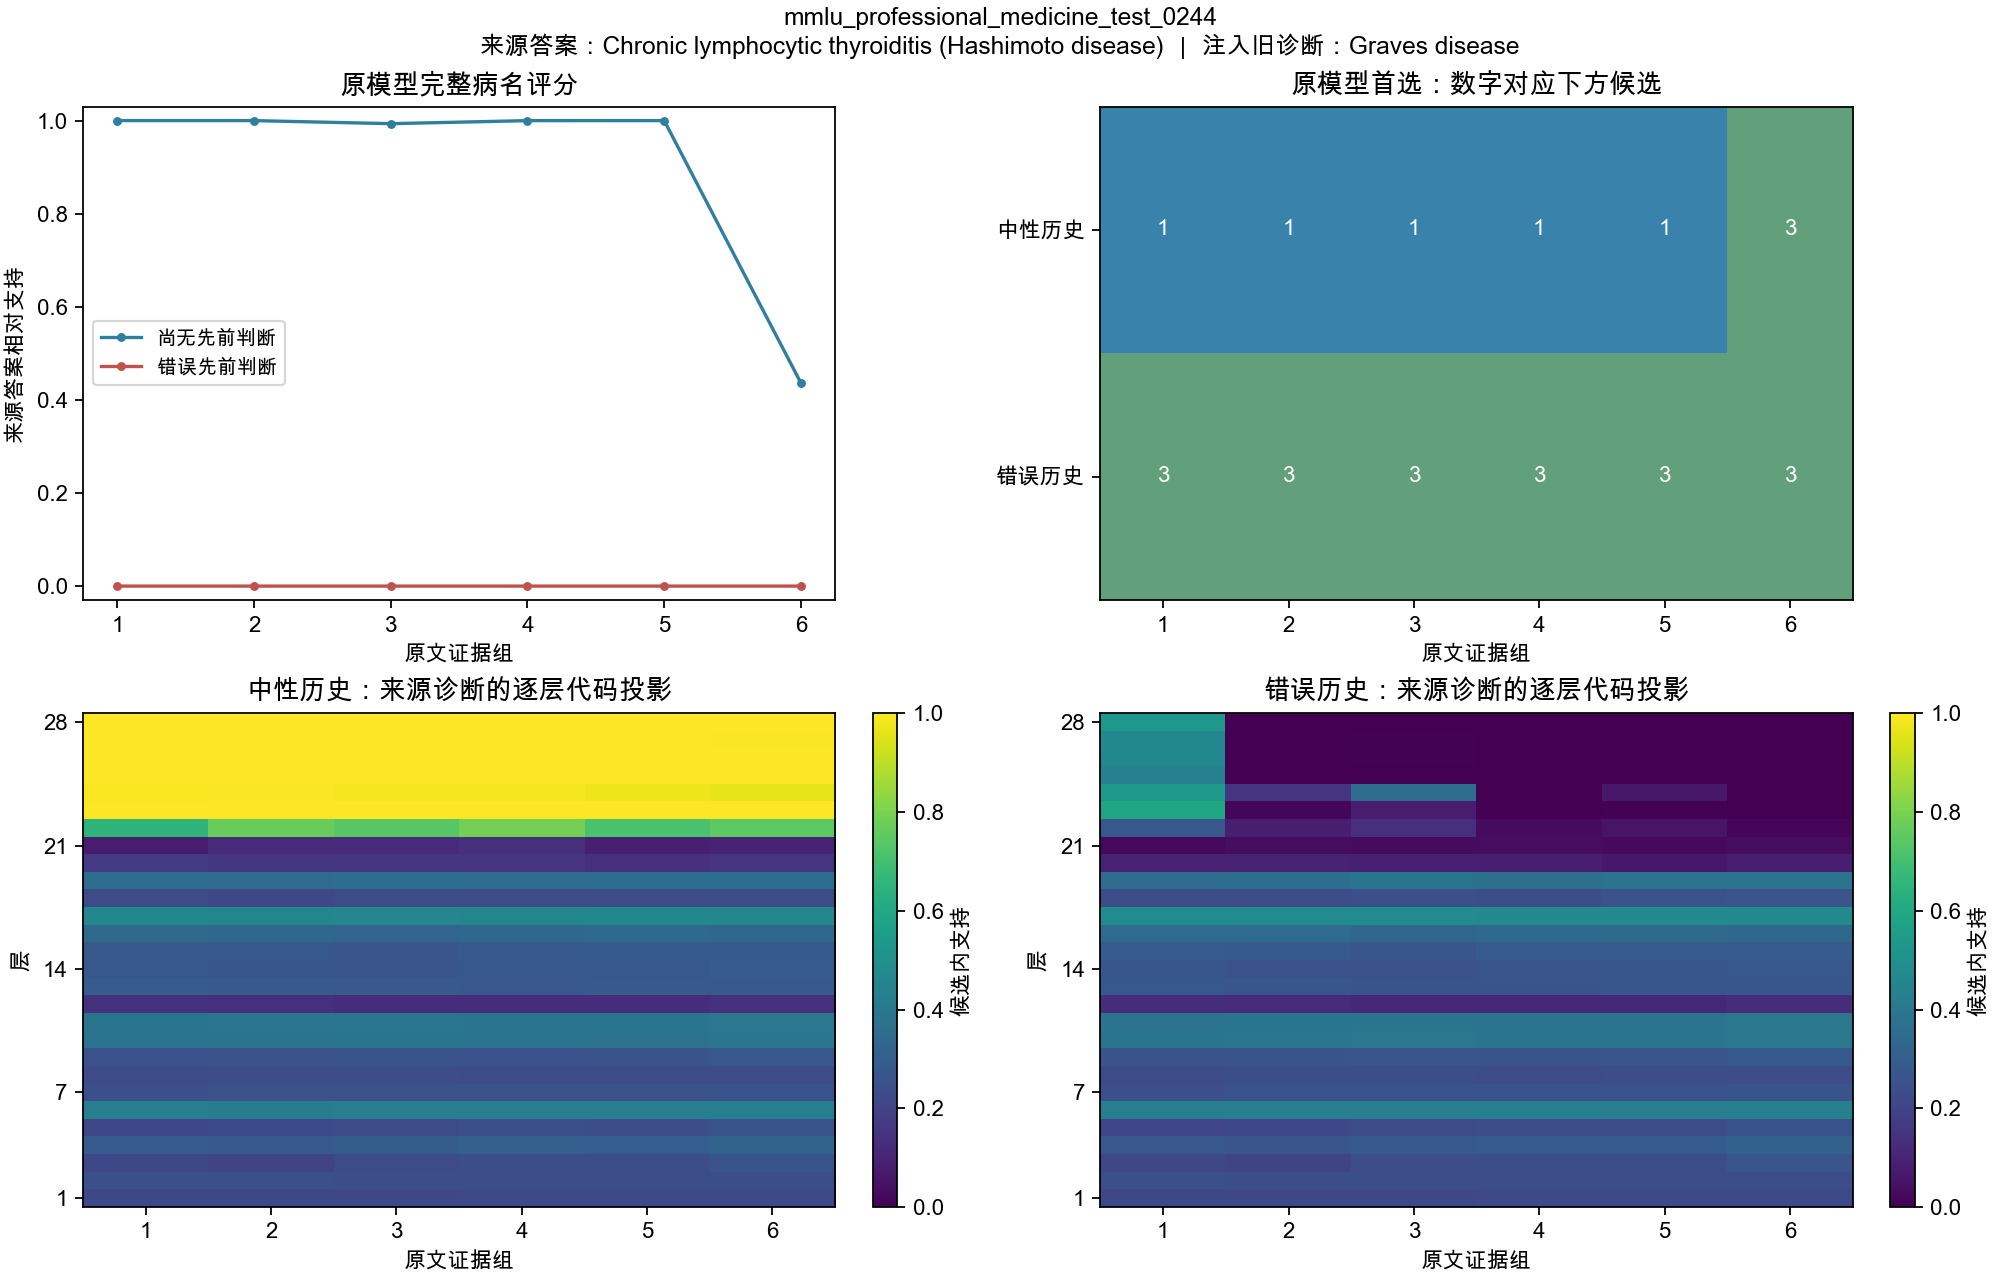 mmlu_professional_medicine_test_0244
来源答案：Chronic lymphocytic thyroiditis (Hashimoto disease) | 注入旧诊断：Graves disease
原模型完整病名评分
来源答案相对支持
1.0
0.8
0.6
0.4
0.2
0.0
尚无先前判断
错误先前判断
1 2 3 4 5 6
原文证据组
原模型首选：数字对应下方候选
中性历史
1 1 1 1 1 3
错误历史
3 3 3 3 3 3
1 2 3 4 5 6
原文证据组
中性历史：来源诊断的逐层代码投影
层
28
21
14
7
1
1 2 3 4 5 6
原文证据组
1.0
0.8
0.6
0.4
0.2
0.0
候选内支持
错误历史：来源诊断的逐层代码投影
层
28
21
14
7
1
1 2 3 4 5 6
原文证据组
1.0
0.8
0.6
0.4
0.2
0.0
候选内支持